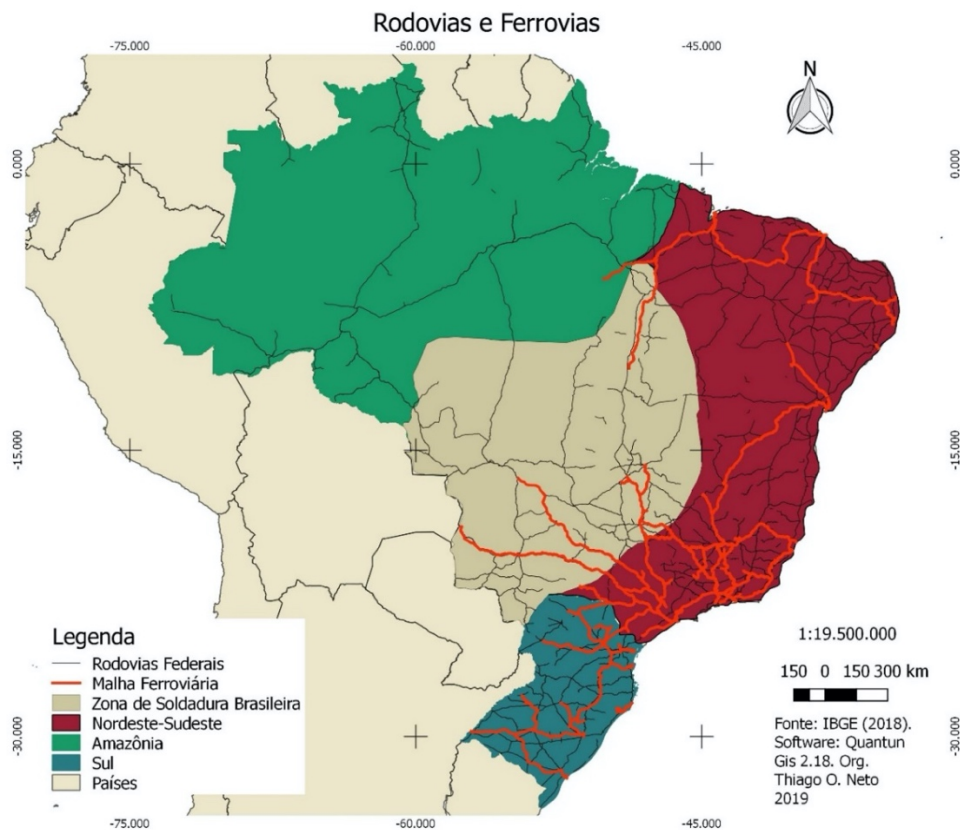 Rodovias e Ferrovias
-75.000 -60.000 -45.000
N
0.000 0.000
-15.000 -15.000
-30.000 -30.000
Legenda
Rodovias Federais
Malha Ferroviária
Zona de Soldadura Brasileira
Nordeste-Sudeste
Amazônia
Sul
Países
1:19.500.000
150 0 150 300 km
Fonte: IBGE (2018).
Software: Quantun
Gis 2.18. Org.
Thiago O. Neto
2019
-75.000 -60.000 -45.000